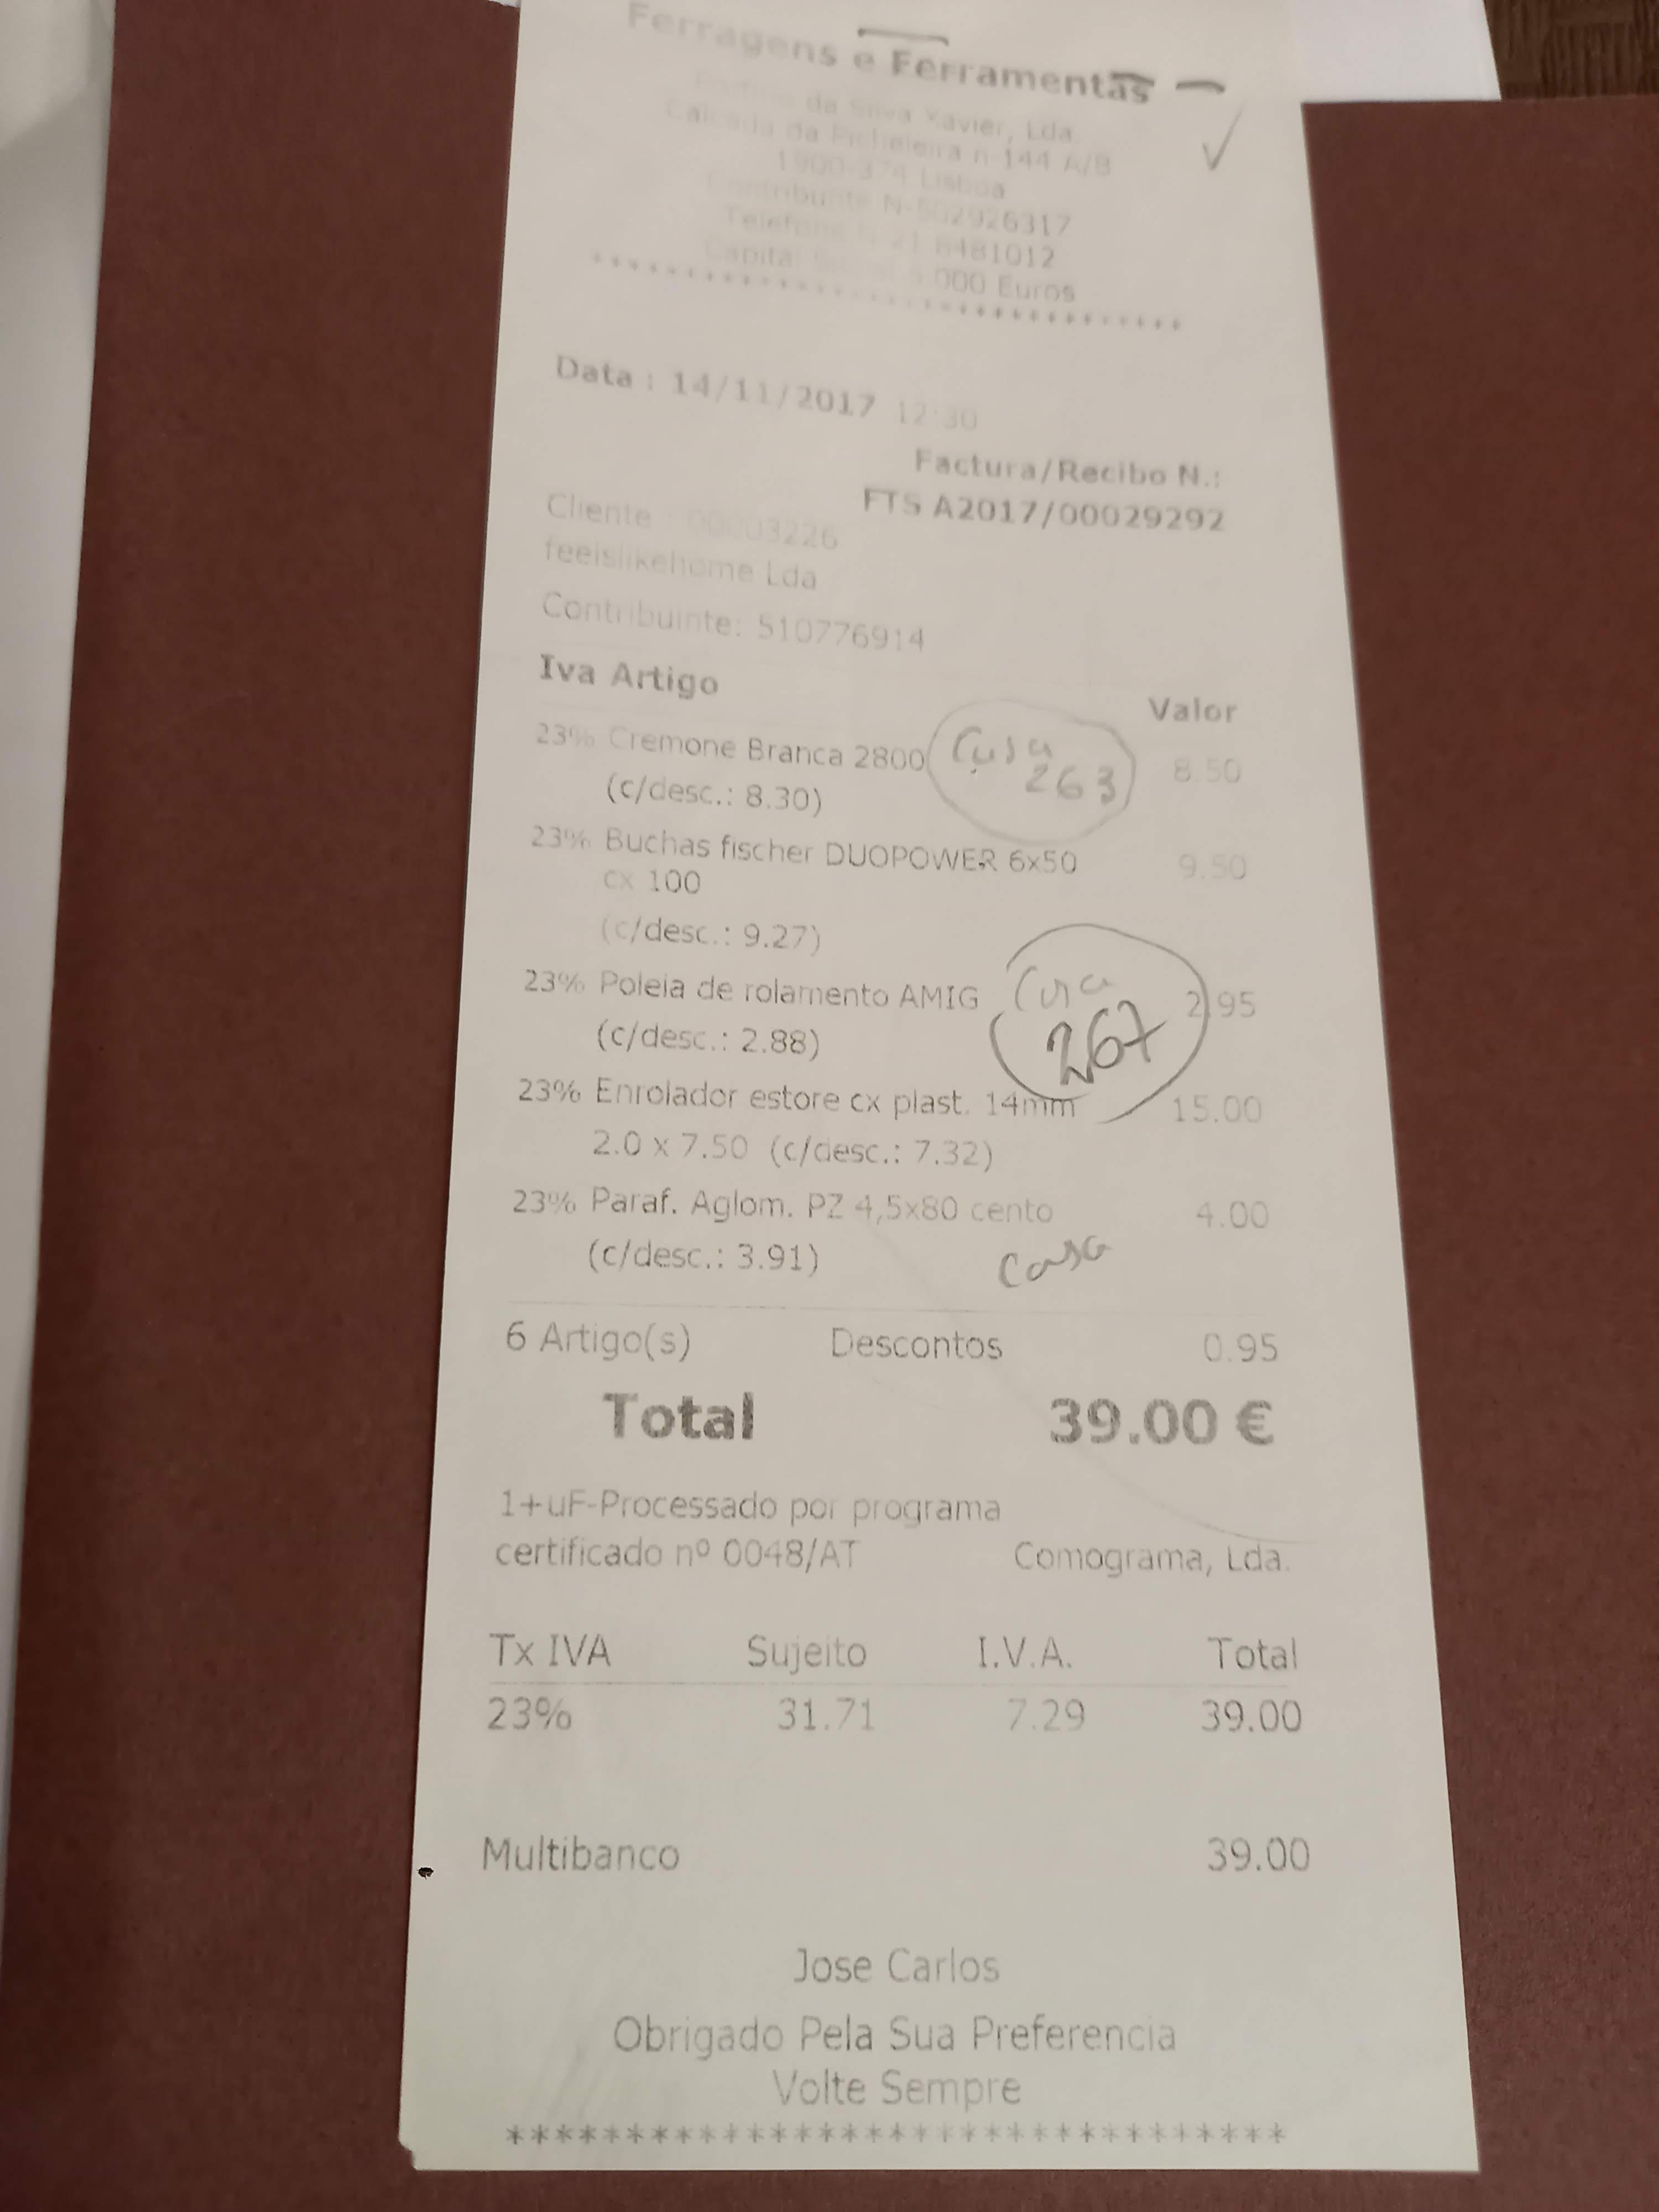 Ferragens e Ferramentas
da Silva Xavier, Lda
Calcada da Picheleira n-144 A/B
1900-374 Lisboa
Contribuinte N-502926317
Telefone N-21 8481012
Capital 000 Euros
Data : 14/11/2017 12:30
Factura/Recibo N.:
FTS A2017/00029292
Cliente : 00003226
feelslikehome Lda
Contribuinte: 510776914
Iva Artigo Valor
23% Cremone Branca 2800 8.50
Casa
263
(c/desc.: 8.30)
23% Buchas fischer DUOPOWER 6x50 9.50
cx 100
(c/desc.: 9.27)
23% Poleia de rolamento AMIG 2.95
Casa
267
(c/desc.: 2.88)
23% Enrolador estore cx plast. 14mm 15.00
2.0 x 7.50 (c/desc.: 7.32)
23% Paraf. Aglom. PZ 4,5x80 cento 4.00
(c/desc.: 3.91)
Casa
6 Artigo(s) Descontos 0.95
Total 39.00 €
1+uF-Processado por programa
certificado nº 0048/AT Comograma, Lda.
Tx IVA Sujeito I.V.A. Total
23% 31.71 7.29 39.00
Multibanco 39.00
Jose Carlos
Obrigado Pela Sua Preferencia
Volte Sempre
*********************************